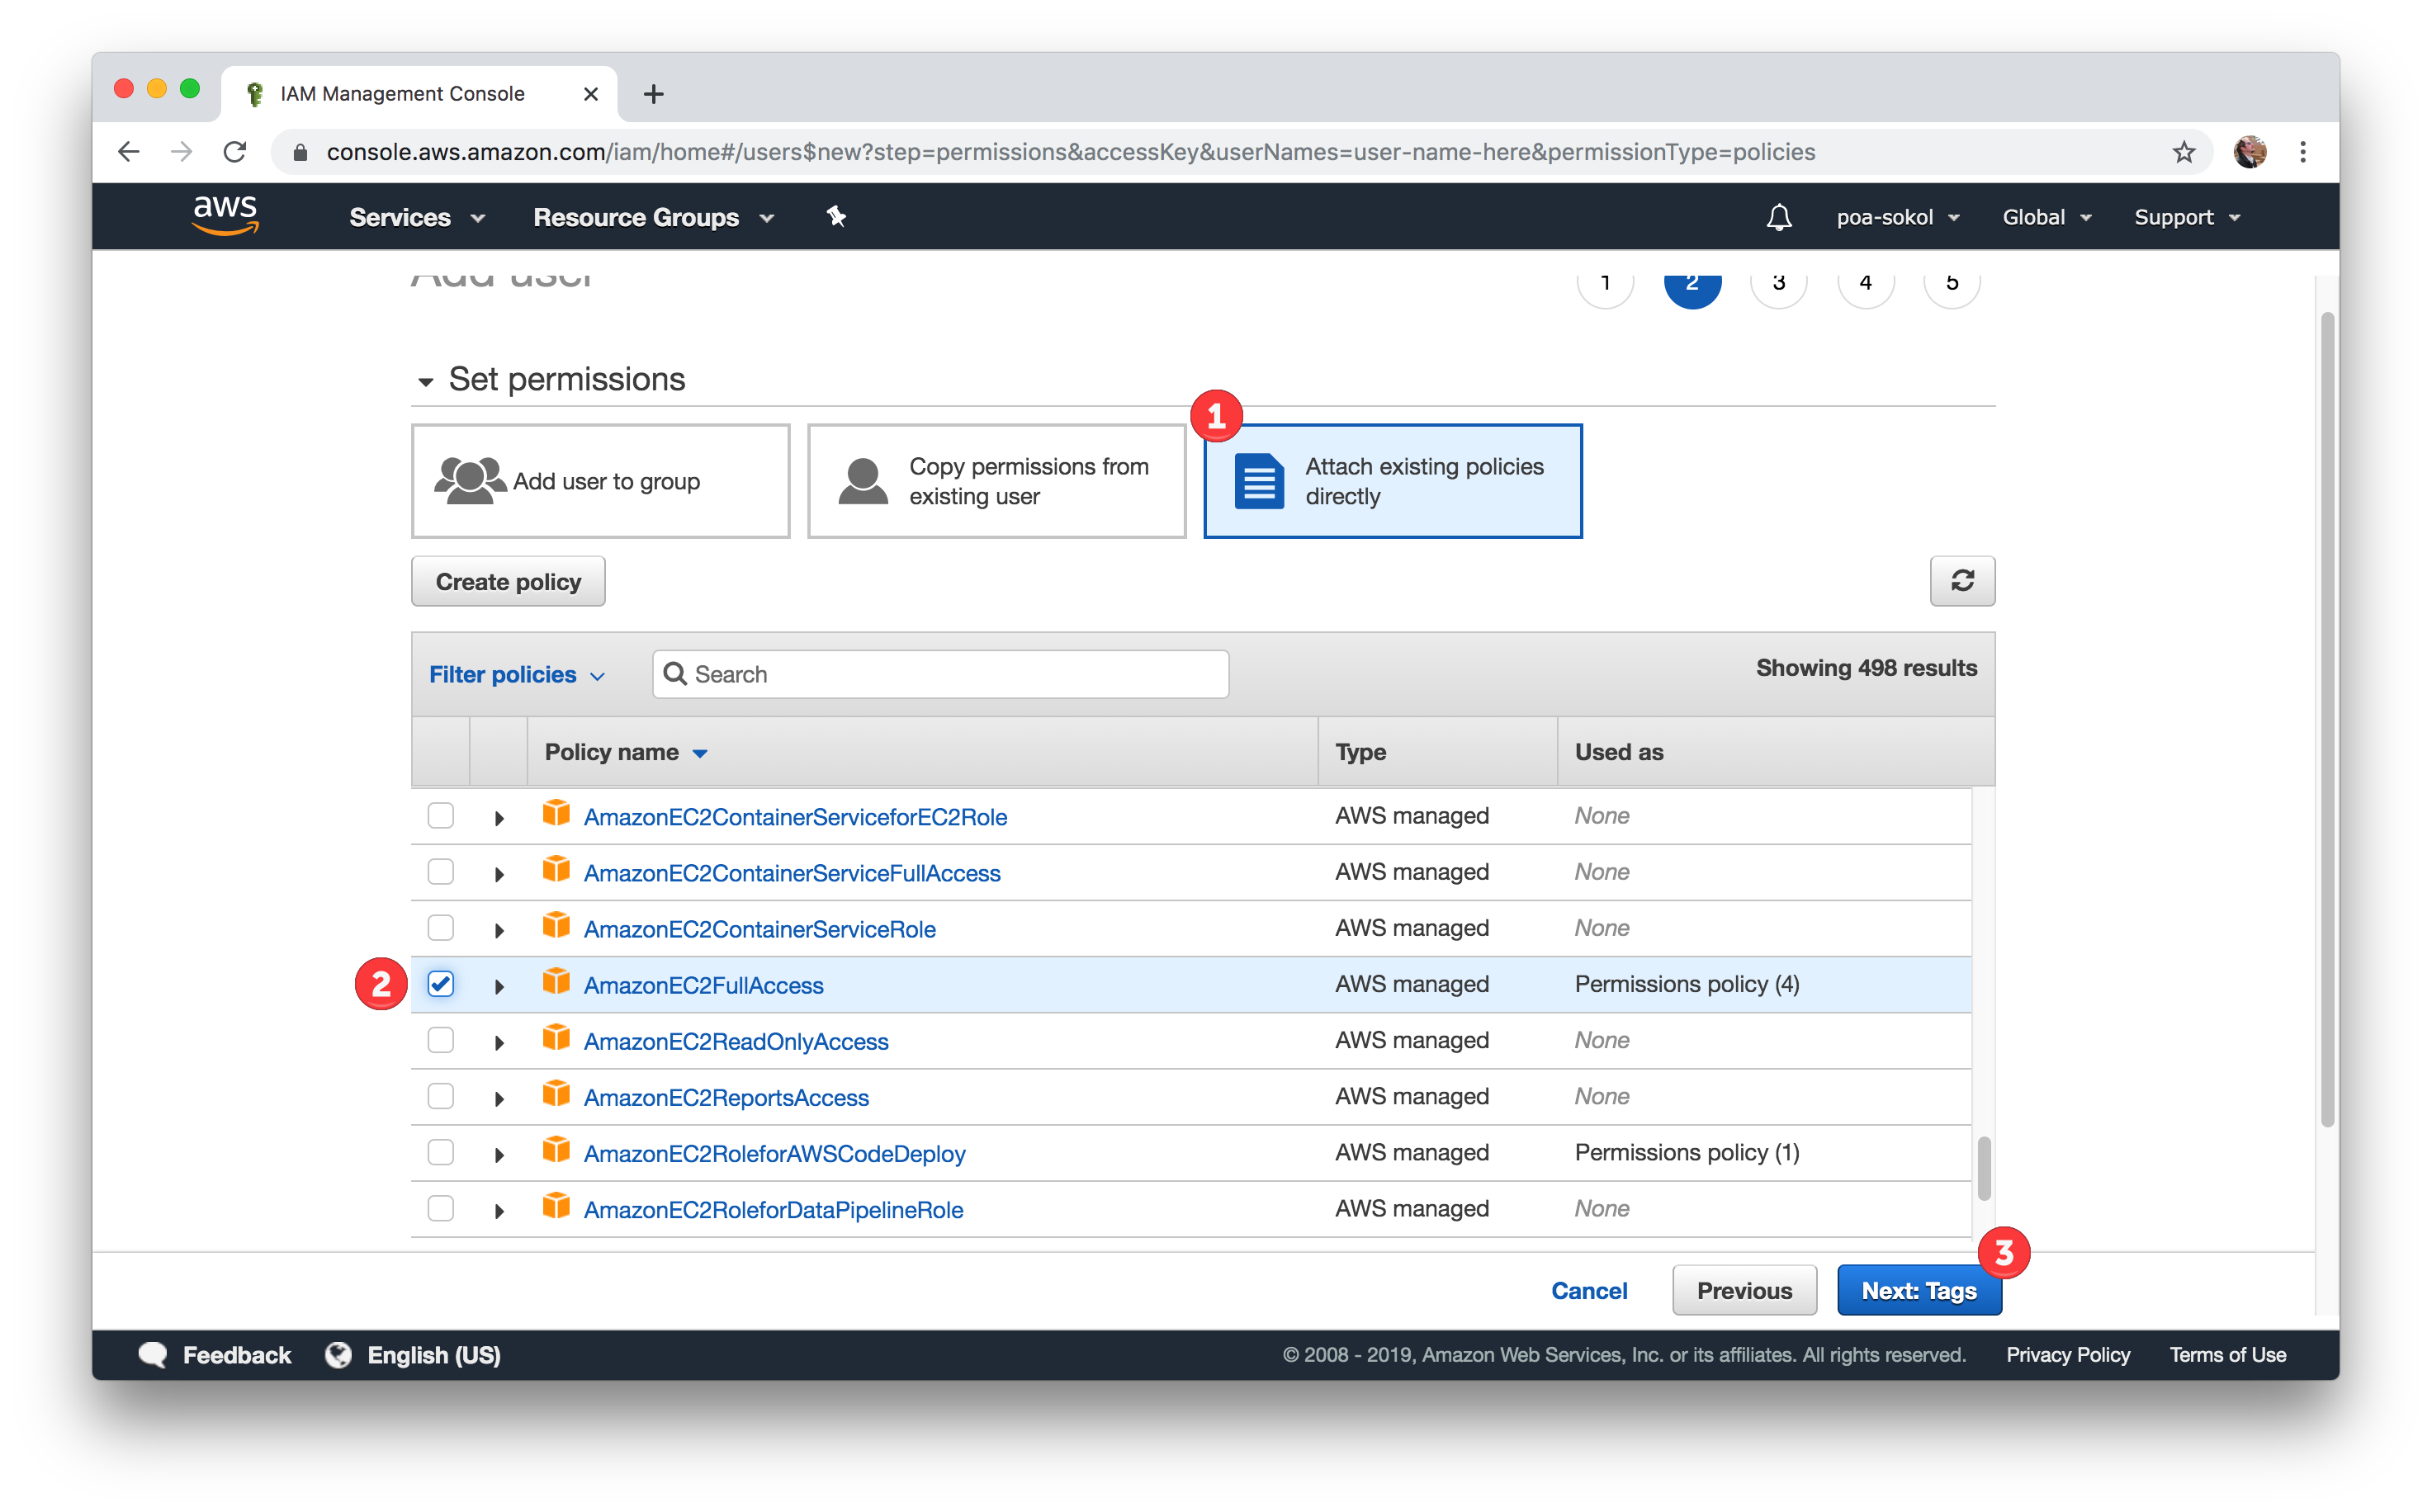 IAM Management Console
console.aws.amazon.com/iam/home#/users$new?step=permissions&accessKey&userNames=user-name-here&permissionType=policies
aws Services Resource Groups poa-sokol Global Support
Add user 1 2 3 4 5
Set permissions
1
Add user to group
Copy permissions from
existing user
Attach existing policies
directly
Create policy
Filter policies Search Showing 498 results
Policy name Type Used as
AmazonEC2ContainerServiceforEC2Role AWS managed None
AmazonEC2ContainerServiceFullAccess AWS managed None
AmazonEC2ContainerServiceRole AWS managed None
2 AmazonEC2FullAccess AWS managed Permissions policy (4)
AmazonEC2ReadOnlyAccess AWS managed None
AmazonEC2ReportsAccess AWS managed None
AmazonEC2RoleforAWSCodeDeploy AWS managed Permissions policy (1)
AmazonEC2RoleforDataPipelineRole AWS managed None
3
Cancel Previous Next: Tags
Feedback English (US) © 2008 - 2019, Amazon Web Services, Inc. or its affiliates. All rights reserved. Privacy Policy Terms of Use